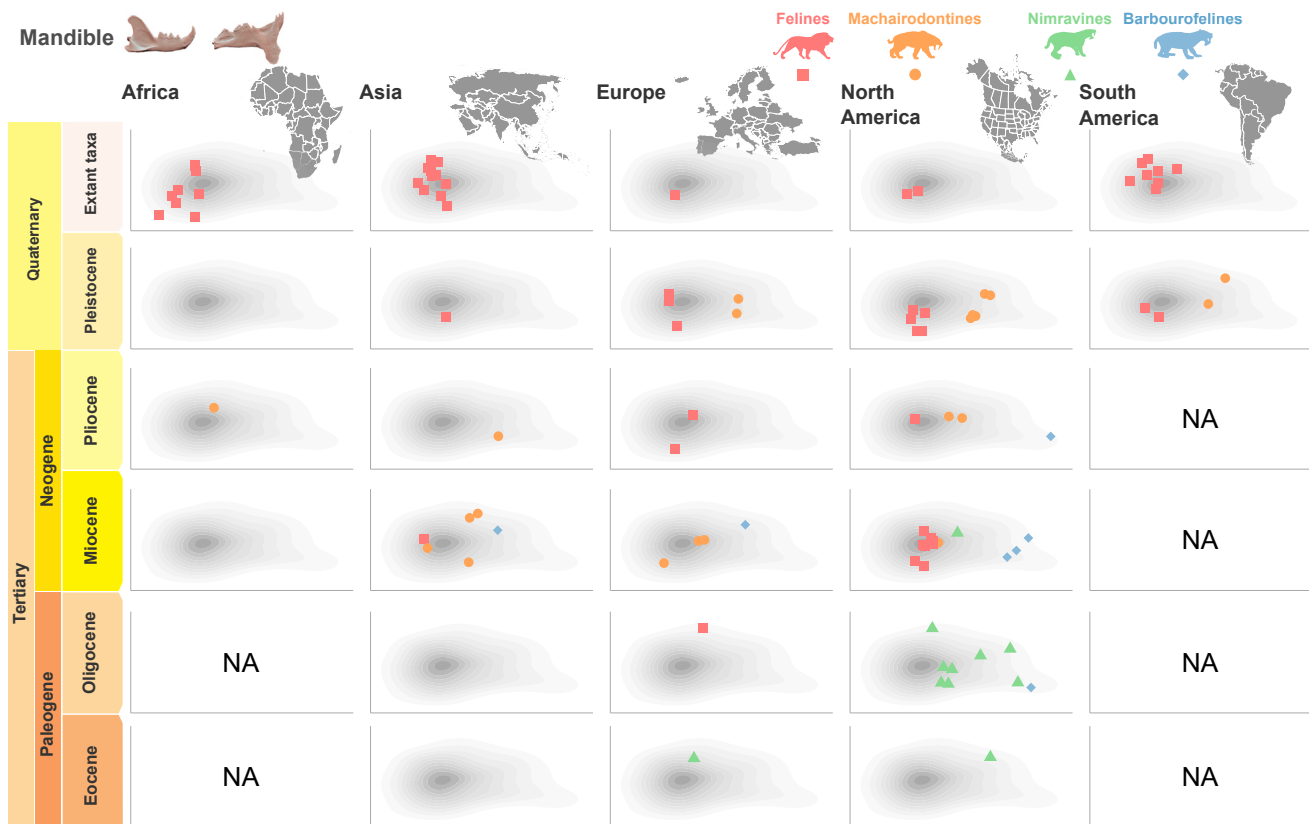 Felines Machairodontines Nimravines Barbourofelines
Mandible
Africa Asia Europe North America South America
Quaternary
Extant taxa
Pleistocene
Tertiary
Neogene
Pliocene
NA
Miocene
NA
Paleogene
Oligocene
NA NA
Eocene
NA NA